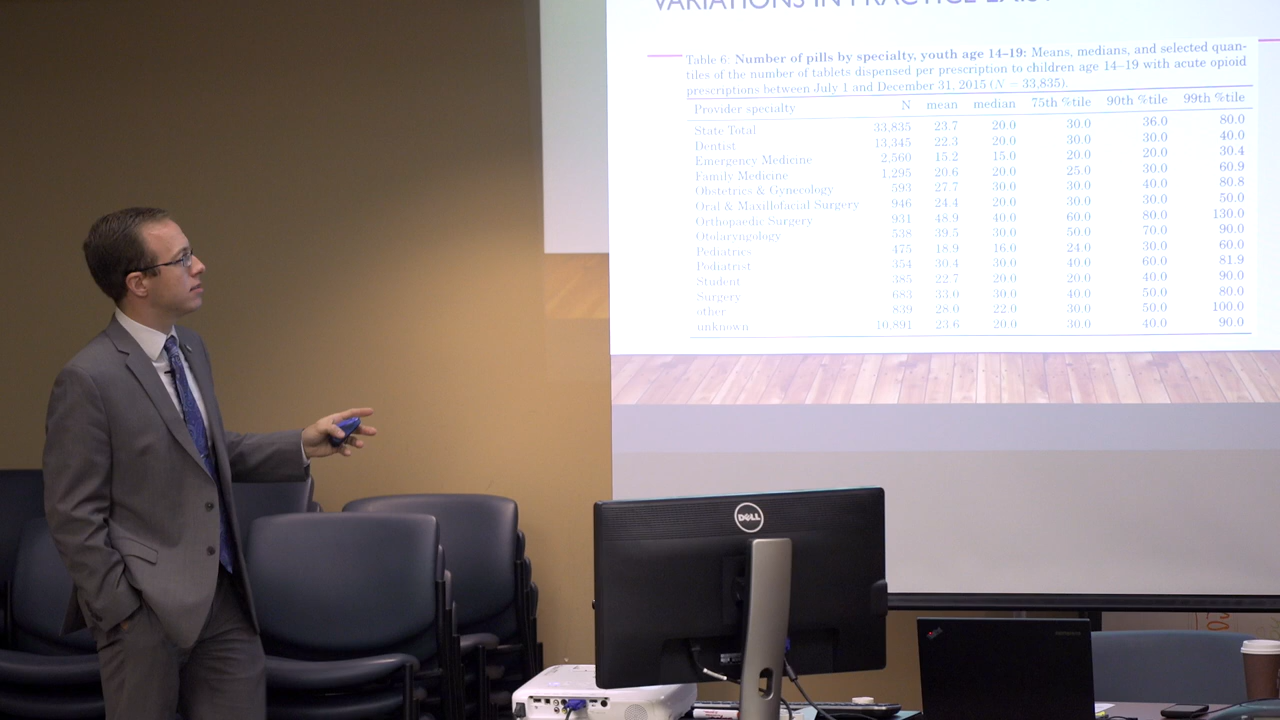 VARIATIONS IN PRACTICE
Table 6: Number of pills by specialty, youth age 14–19: Means, medians, and selected quan-
tiles of the number of tablets dispensed per prescription to children age 14–19 with acute opioid
prescriptions between July 1 and December 31, 2015 (N = 33,835).
Provider specialty N mean median 75th %tile 90th %tile 99th %tile
State Total 33,835 23.7 20.0 30.0 36.0 80.0
Dentist 13,345 22.3 20.0 30.0 30.0 40.0
Emergency Medicine 2,560 15.2 15.0 20.0 20.0 30.4
Family Medicine 1,295 20.6 20.0 25.0 30.0 60.9
Obstetrics & Gynecology 593 27.7 30.0 30.0 40.0 80.8
Oral & Maxillofacial Surgery 946 24.4 20.0 30.0 30.0 50.0
Orthopaedic Surgery 931 48.9 40.0 60.0 80.0 130.0
Otolaryngology 538 39.5 30.0 50.0 70.0 90.0
Pediatrics 475 18.9 16.0 24.0 30.0 60.0
Podiatrist 354 30.4 30.0 40.0 60.0 81.9
Student 385 22.7 20.0 20.0 40.0 90.0
Surgery 683 33.0 30.0 40.0 50.0 80.0
other 839 28.0 22.0 30.0 50.0 100.0
unknown 10,891 23.6 20.0 30.0 40.0 90.0
DELL